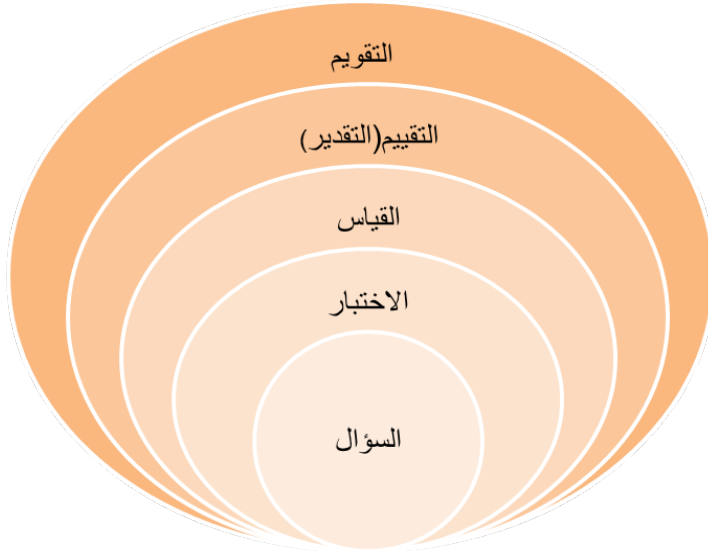 التقويم
التقييم(التقدير)
القياس
الاختبار
السؤال